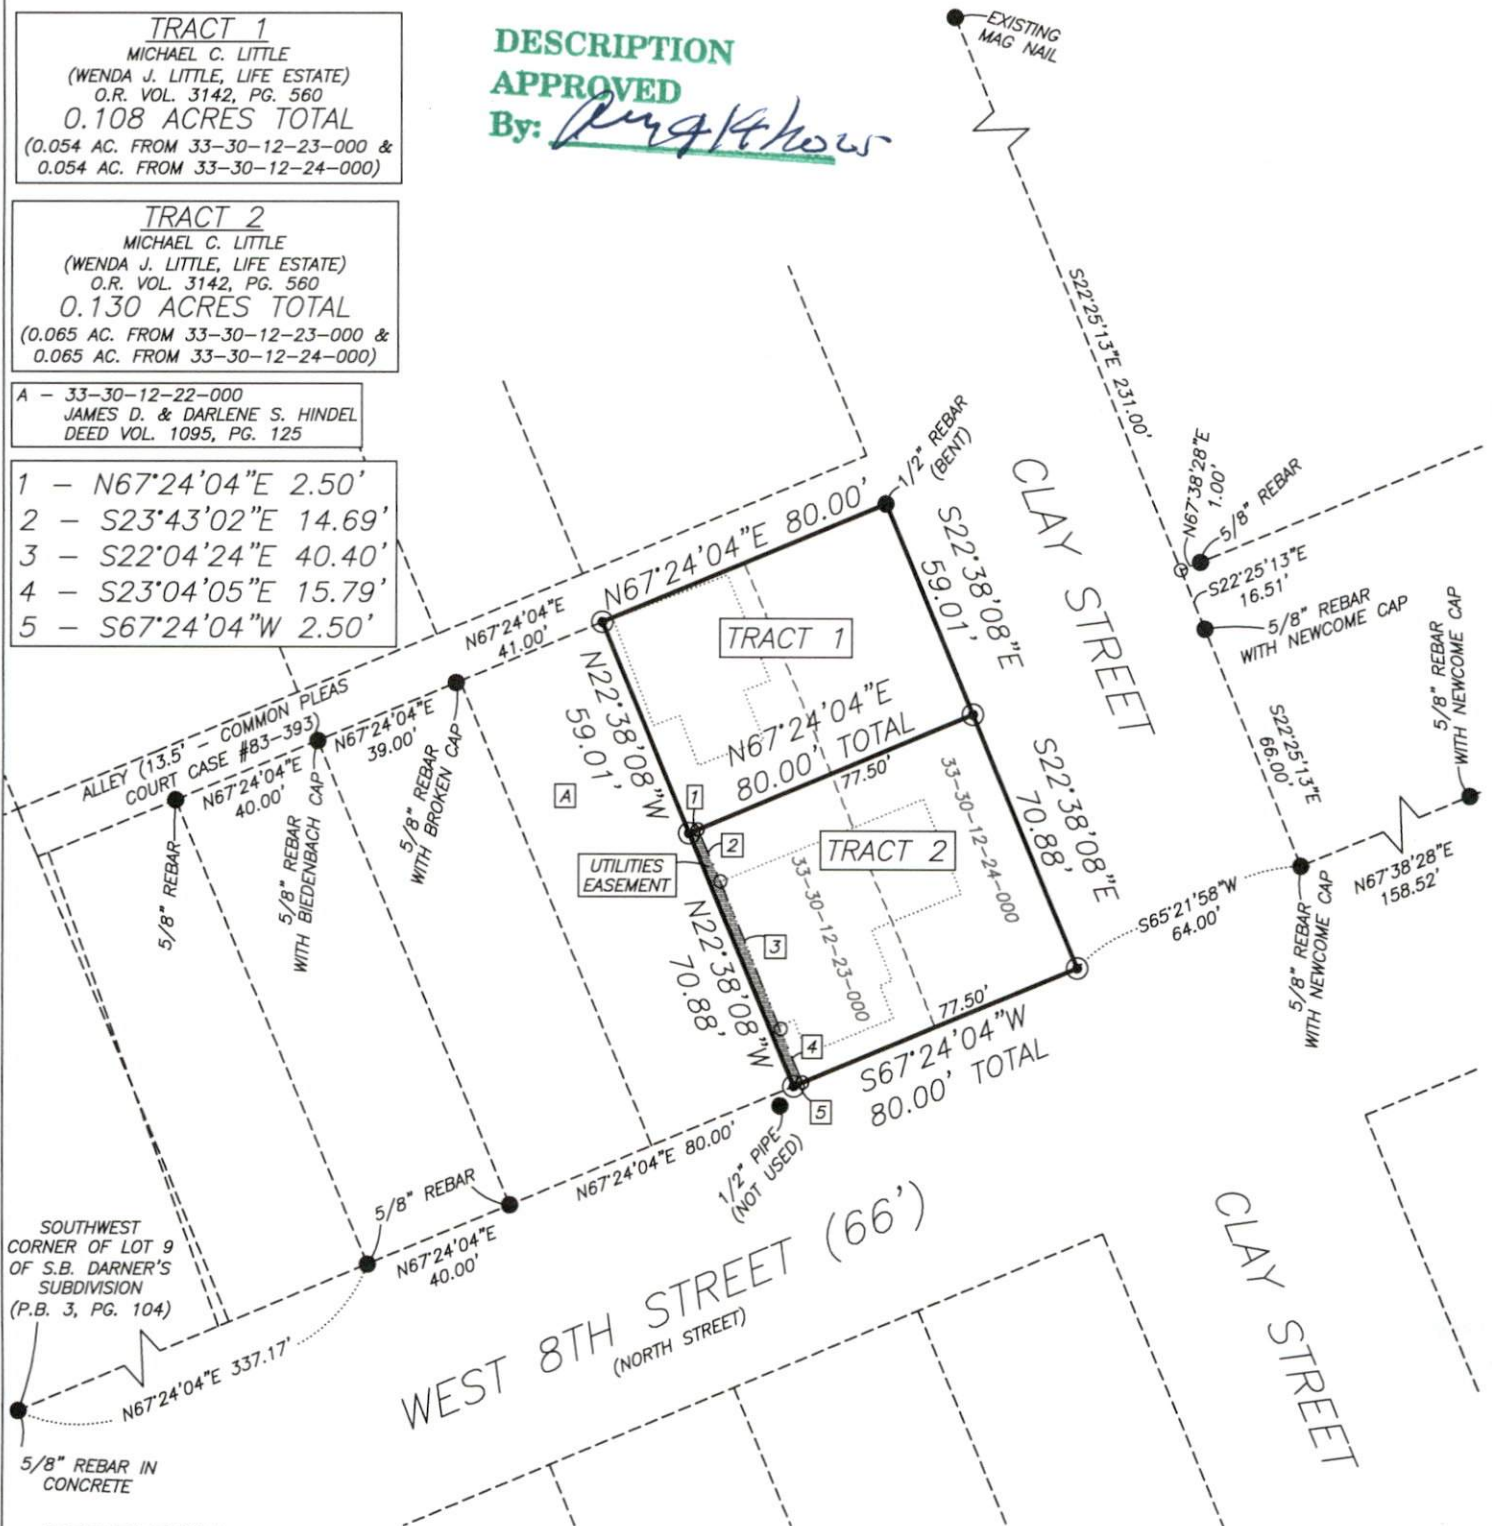 TRACT 1
MICHAEL C. LITTLE
(WENDA J. LITTLE, LIFE ESTATE)
O.R. VOL. 3142, PG. 560
0.108 ACRES TOTAL
(0.054 AC. FROM 33-30-12-23-000 &
0.054 AC. FROM 33-30-12-24-000)
TRACT 2
MICHAEL C. LITTLE
(WENDA J. LITTLE, LIFE ESTATE)
O.R. VOL. 3142, PG. 560
0.130 ACRES TOTAL
(0.065 AC. FROM 33-30-12-23-000 &
0.065 AC. FROM 33-30-12-24-000)
A - 33-30-12-22-000
JAMES D. & DARLENE S. HINDEL
DEED VOL. 1095, PG. 125
1 - N67°24'04"E 2.50'
2 - S23°43'02"E 14.69'
3 - S22°04'24"E 40.40'
4 - S23°04'05"E 15.79'
5 - S67°24'04"W 2.50'
DESCRIPTION
APPROVED
By:
EXISTING
MAG NAIL
S22°25'13"E 231.00'
1/2" REBAR
(BENT)
CLAY STREET
N67°38'28"E
1.00'
5/8" REBAR
S22°25'13"E
16.51'
5/8" REBAR
WITH NEWCOME CAP
5/8" REBAR
WITH NEWCOME CAP
S22°25'13"E
66.00'
N67°38'28"E
158.52'
5/8" REBAR
WITH NEWCOME CAP
S65°21'58"W
64.00'
N67°24'04"E 80.00'
S22°38'08"E
59.01'
TRACT 1
N22°38'08"W
59.01'
N67°24'04"E
80.00' TOTAL
77.50'
S22°38'08"E
70.88'
TRACT 2
33-30-12-24-000
33-30-12-23-000
1
2
3
4
5
A
UTILITIES
EASEMENT
N22°38'08"W
70.88'
77.50'
S67°24'04"W
80.00' TOTAL
N67°24'04"E
41.00'
ALLEY (13.5' - COMMON PLEAS
COURT CASE #83-393)
N67°24'04"E
39.00'
N67°24'04"E
40.00'
5/8" REBAR
5/8" REBAR
WITH BIEDENBACH CAP
5/8" REBAR
WITH BROKEN CAP
1/2" PIPE
(NOT USED)
N67°24'04"E 80.00'
5/8" REBAR
N67°24'04"E
40.00'
SOUTHWEST
CORNER OF LOT 9
OF S.B. DARNER'S
SUBDIVISION
(P.B. 3, PG. 104)
N67°24'04"E 337.17'
5/8" REBAR IN
CONCRETE
WEST 8TH STREET (66')
(NORTH STREET)
CLAY STREET